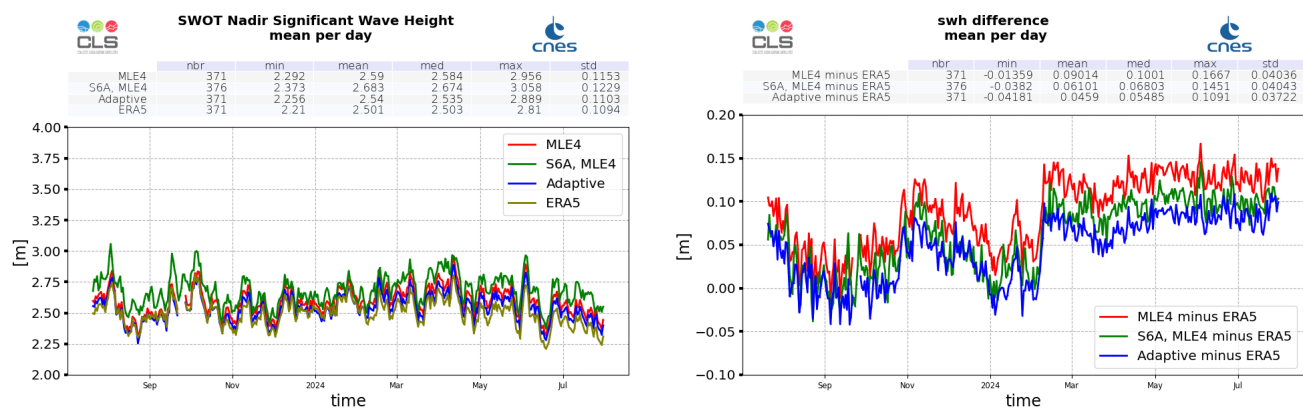 CLS
SWOT Nadir Significant Wave Height
mean per day
cnes
nbr min mean med max std
MLE4 371 2.292 2.59 2.584 2.956 0.1153
S6A, MLE4 376 2.373 2.683 2.674 3.058 0.1229
Adaptive 371 2.256 2.54 2.535 2.889 0.1103
ERA5 371 2.21 2.501 2.503 2.81 0.1094
4.00
3.75
3.50
3.25
3.00
2.75
2.50
2.25
2.00
[m]
MLE4
S6A, MLE4
Adaptive
ERA5
Sep Nov 2024 Mar May Jul
time
CLS
swh difference
mean per day
cnes
nbr min mean med max std
MLE4 minus ERA5 371 -0.01359 0.09014 0.1001 0.1667 0.04036
S6A, MLE4 minus ERA5 376 -0.0382 0.06101 0.06803 0.1451 0.04043
Adaptive minus ERA5 371 -0.04181 0.0459 0.05485 0.1091 0.03722
0.20
0.15
0.10
0.05
0.00
−0.05
−0.10
[m]
MLE4 minus ERA5
S6A, MLE4 minus ERA5
Adaptive minus ERA5
Sep Nov 2024 Mar May Jul
time